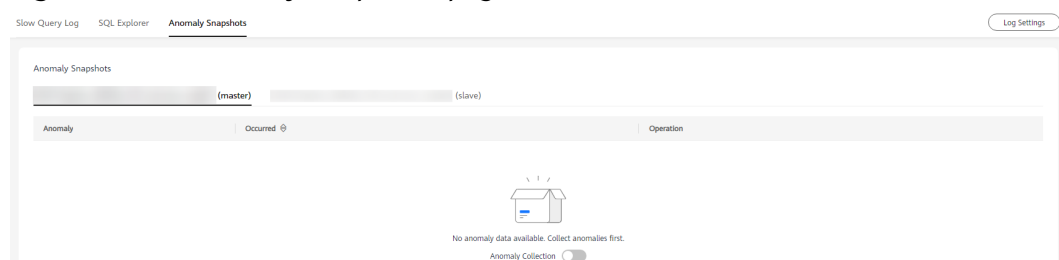 Slow Query Log SQL Explorer Anomaly Snapshots Log Settings
Anomaly Snapshots
(master) (slave)
Anomaly Occurred Operation
No anomaly data available. Collect anomalies first.
Anomaly Collection